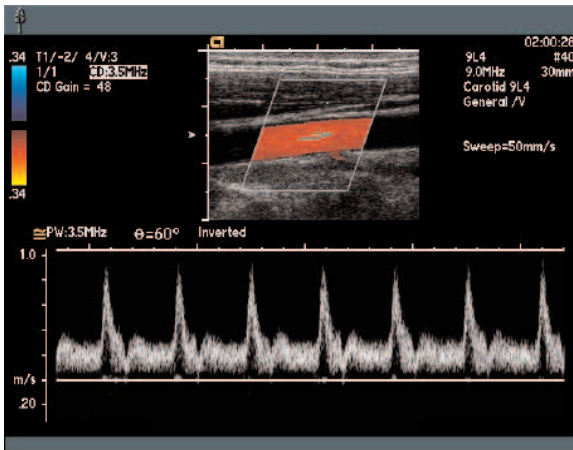 02:00:26
.34
T1/-2/ 4/V:3
1/1 CD:3.5MHz
CD Gain = 48
.34
9L4 #40
9.0MHz 30mm
Carotid 9L4
General /V
Sweep=50mm/s
PW:3.5MHz θ=60° Inverted
1.0
m/s
.20